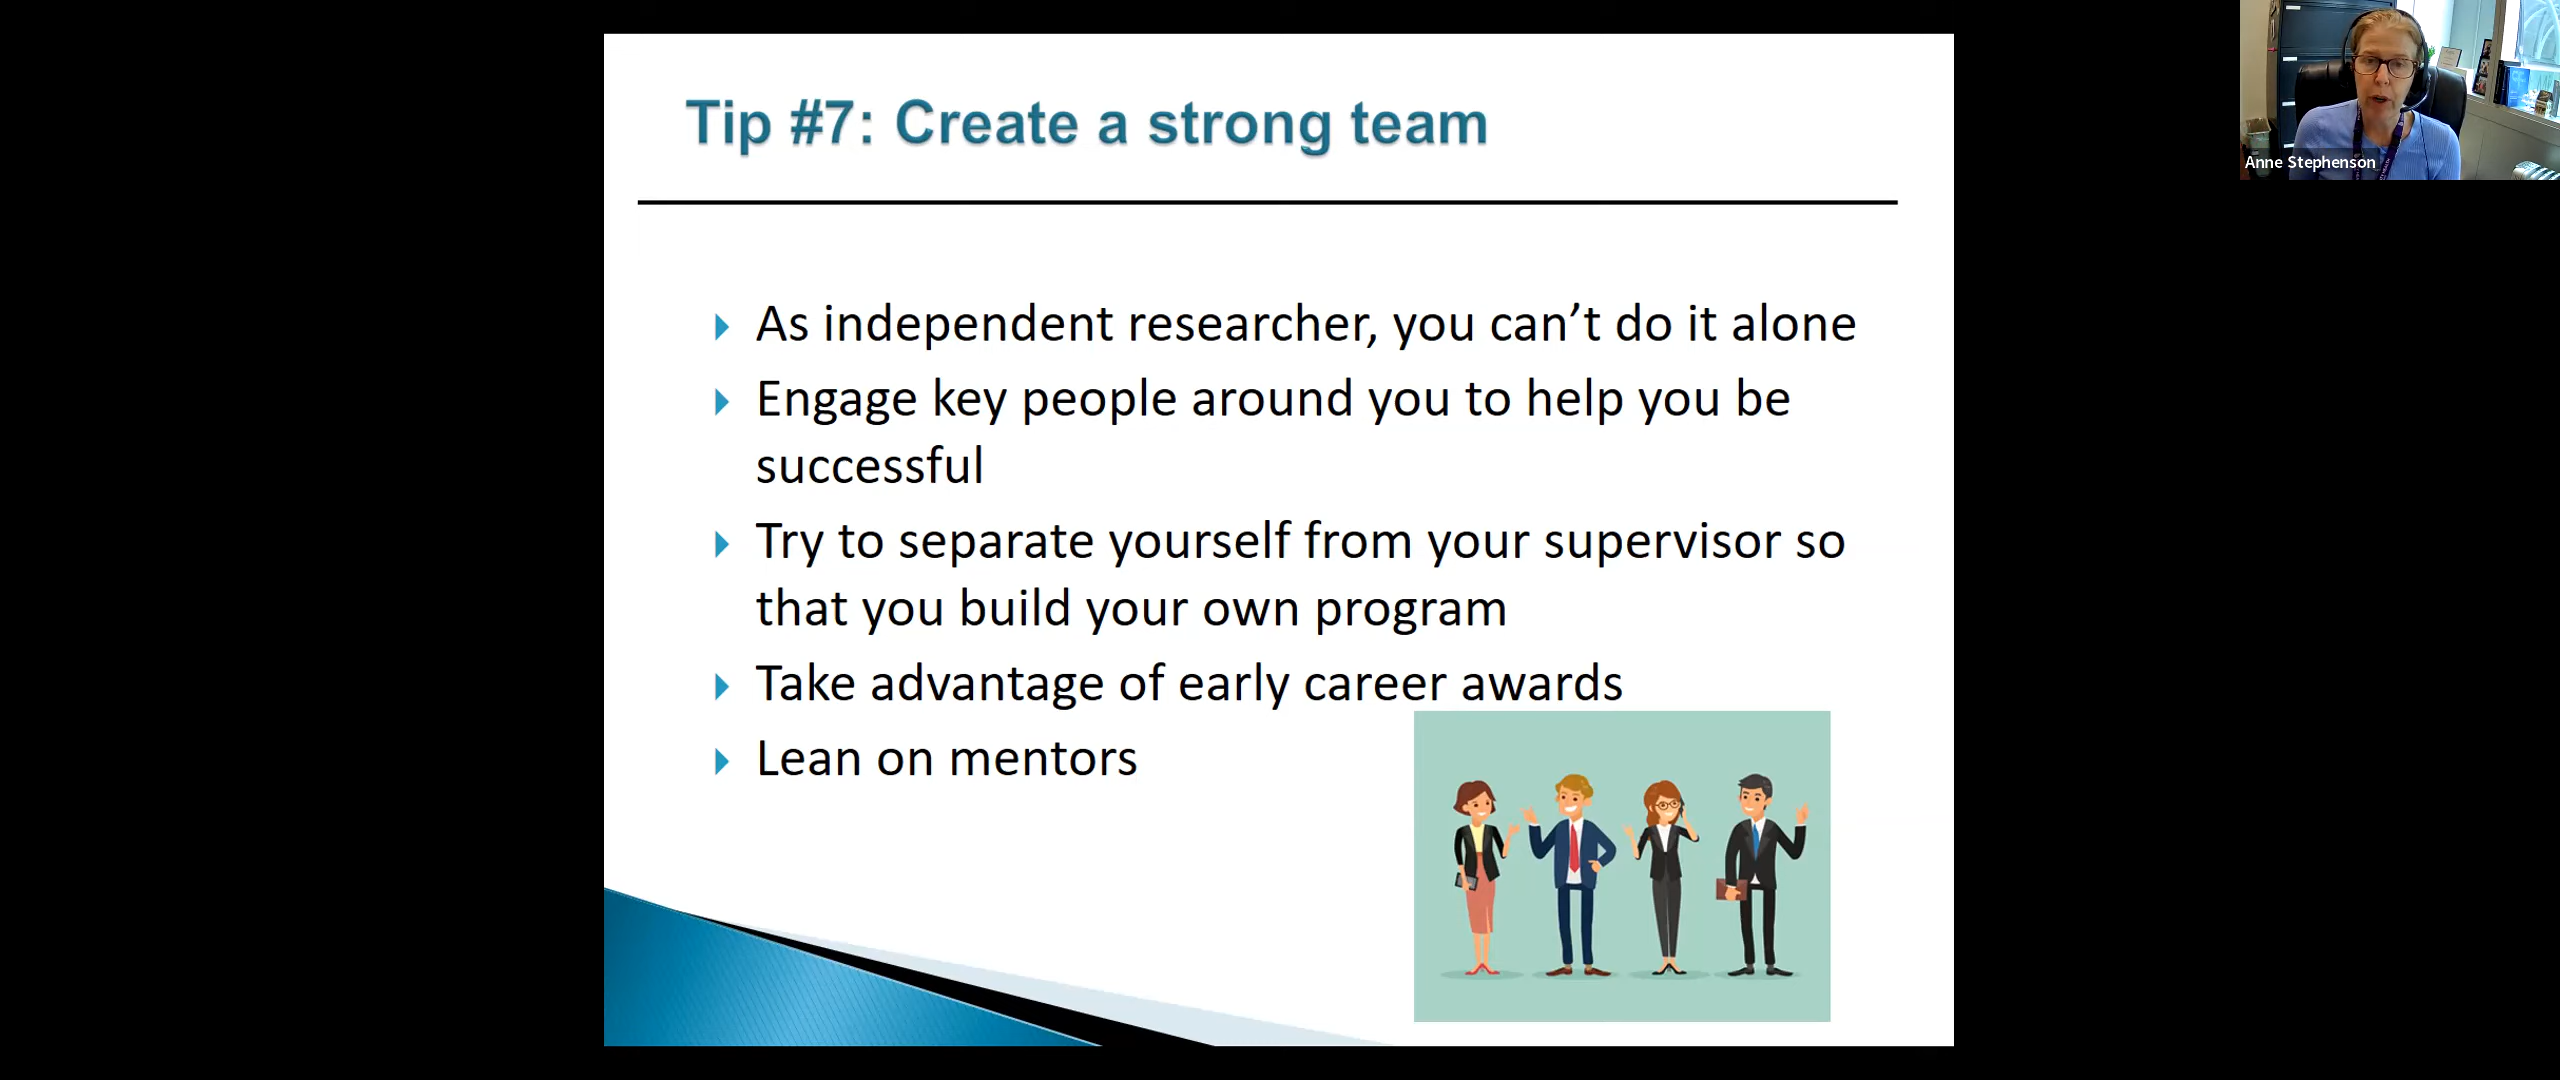 Tip #7: Create a strong team
As independent researcher, you can’t do it alone
Engage key people around you to help you be
successful
Try to separate yourself from your supervisor so
that you build your own program
Take advantage of early career awards
Lean on mentors
Anne Stephenson